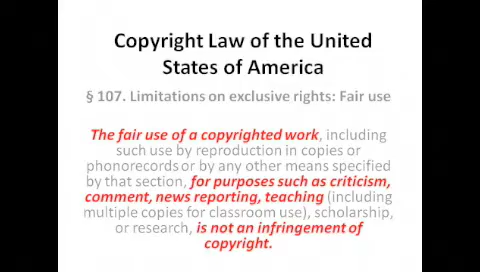 Copyright Law of the United
States of America
§ 107. Limitations on exclusive rights: Fair use
The fair use of a copyrighted work, including
such use by reproduction in copies or
phonorecords or by any other means specified
by that section, for purposes such as criticism,
comment, news reporting, teaching (including
multiple copies for classroom use), scholarship,
or research, is not an infringement of
copyright.